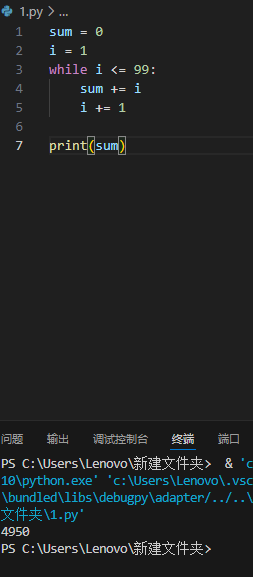 1.py > ...
1 sum = 0
2 i = 1
3 while i <= 99:
4     sum += i
5     i += 1
6
7 print(sum)
问题 输出 调试控制台 终端 端口
PS C:\Users\Lenovo\新建文件夹> & 'c
10\python.exe' 'c:\Users\Lenovo\.vsc
\bundled\libs\debugpy\adapter/../..\
文件夹\1.py'
4950
PS C:\Users\Lenovo\新建文件夹>